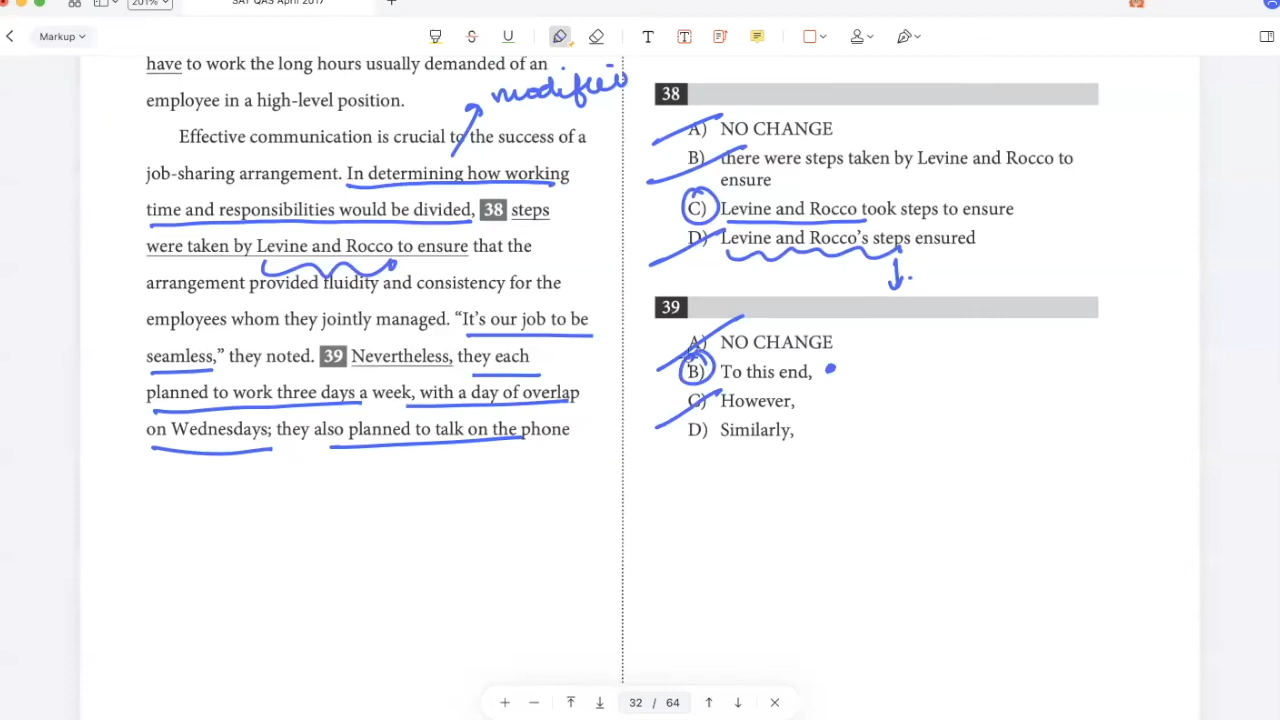 201%
SAT QAS April 2017
Markup
have to work the long hours usually demanded of an
employee in a high-level position.
modifier
Effective communication is crucial to the success of a
job-sharing arrangement. In determining how working
time and responsibilities would be divided, 38 steps
were taken by Levine and Rocco to ensure that the
arrangement provided fluidity and consistency for the
employees whom they jointly managed. “It’s our job to be
seamless,” they noted. 39 Nevertheless, they each
planned to work three days a week, with a day of overlap
on Wednesdays; they also planned to talk on the phone
38
A) NO CHANGE
B) there were steps taken by Levine and Rocco to
ensure
C) Levine and Rocco took steps to ensure
D) Levine and Rocco’s steps ensured
39
A) NO CHANGE
B) To this end,
C) However,
D) Similarly,
32 / 64